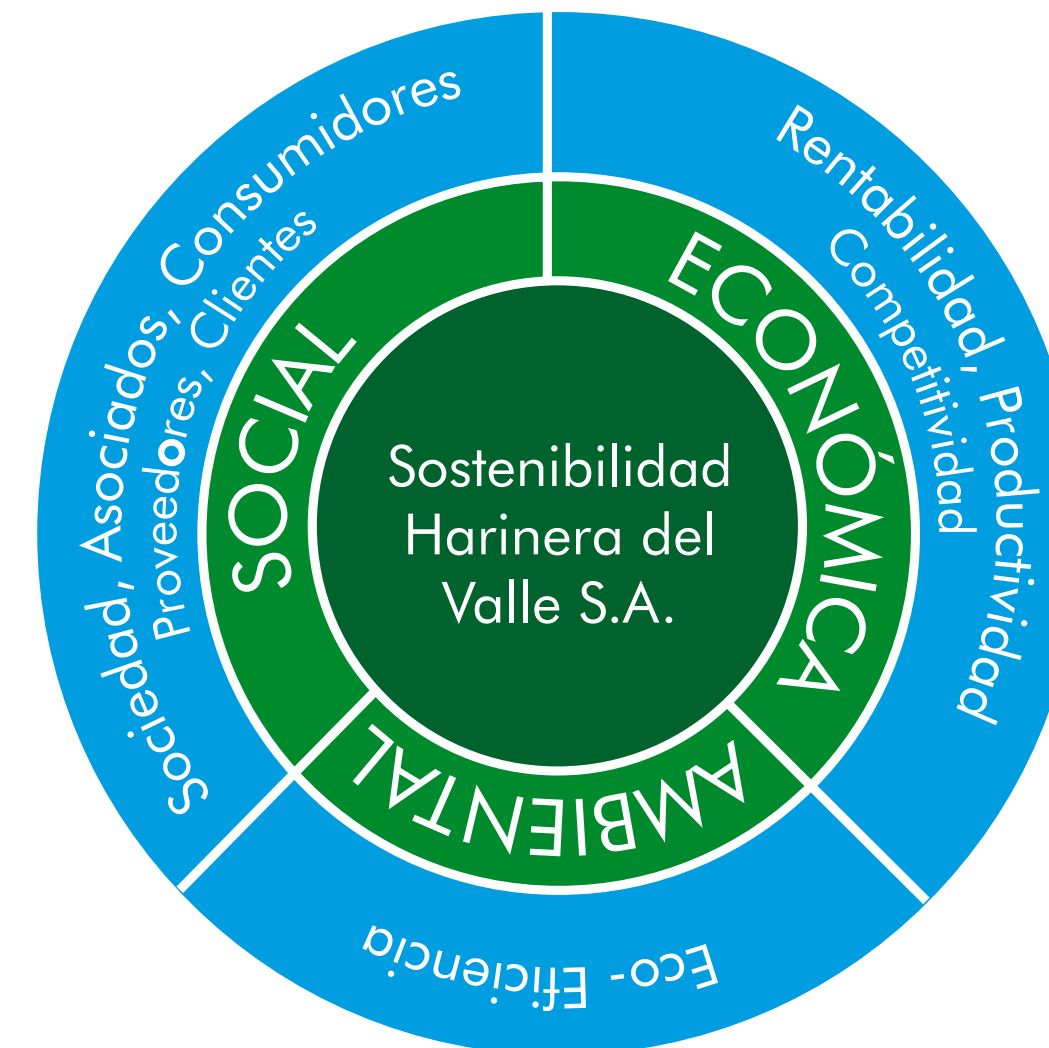 Sociedad, Asociados, Consumidores
Proveedores, Clientes
SOCIAL
Rentabilidad, Productividad
Competitividad
ECONÓMICA
Sostenibilidad
Harinera del
Valle S.A.
AMBIENTAL
Eco- Eficiencia